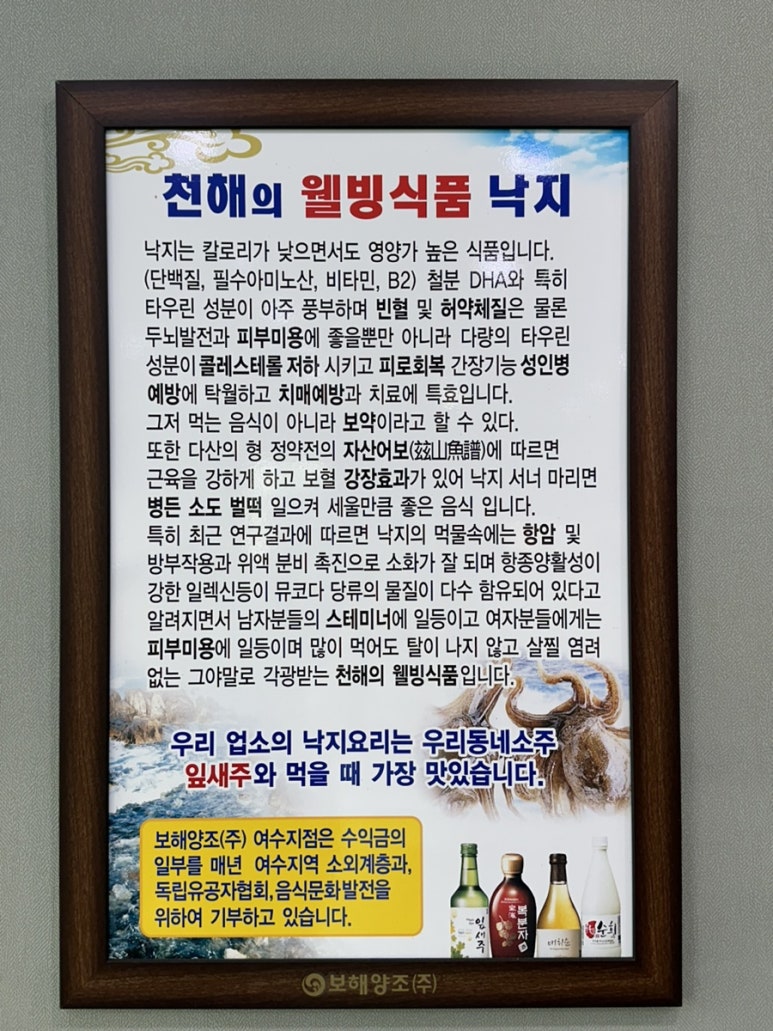 천해의 웰빙식품 낙지
낙지는 칼로리가 낮으면서도 영양가 높은 식품입니다.
(단백질, 필수아미노산, 비타민, B2) 철분 DHA와 특히
타우린 성분이 아주 풍부하며 빈혈 및 허약체질은 물론
두뇌발전과 피부미용에 좋을뿐만 아니라 다량의 타우린
성분이 콜레스테롤 저하 시키고 피로회복 간장기능 성인병
예방에 탁월하고 치매예방과 치료에 특효입니다.
그저 먹는 음식이 아니라 보약이라고 할 수 있다.
또한 다산의 형 정약전의 자산어보(玆山魚譜)에 따르면
근육을 강하게 하고 보혈 강장효과가 있어 낙지 서너 마리면
병든 소도 벌떡 일으켜 세울만큼 좋은 음식 입니다.
특히 최근 연구결과에 따르면 낙지의 먹물속에는 항암 및
방부작용과 위액 분비 촉진으로 소화가 잘 되며 항종양활성이
강한 일렉신등이 뮤코다 당류의 물질이 다수 함유되어 있다고
알려지면서 남자분들의 스테미너에 일등이고 여자분들에게는
피부미용에 일등이며 많이 먹어도 탈이 나지 않고 살찔 염려
없는 그야말로 각광받는 천해의 웰빙식품입니다.
우리 업소의 낙지요리는 우리동네소주
잎새주와 먹을 때 가장 맛있습니다.
보해양조(주) 여수지점은 수익금의
일부를 매년 여수지역 소외계층과,
독립유공자협회,음식문화발전을
위하여 기부하고 있습니다.
잎새주
복분자
매취순
순희
보해양조(주)